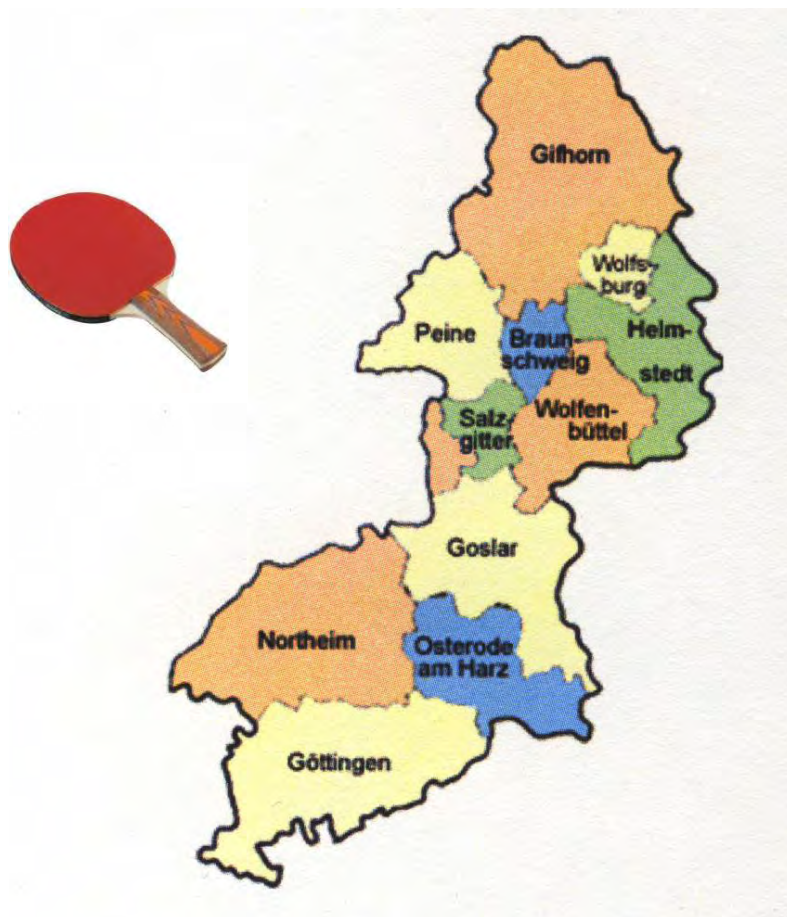 Gifhorn
Wolfs-
burg
Peine
Braun-
schweig
Helm-
stedt
Salz-
gitter
Wolfen-
büttel
Goslar
Northeim
Osterode
am Harz
Göttingen